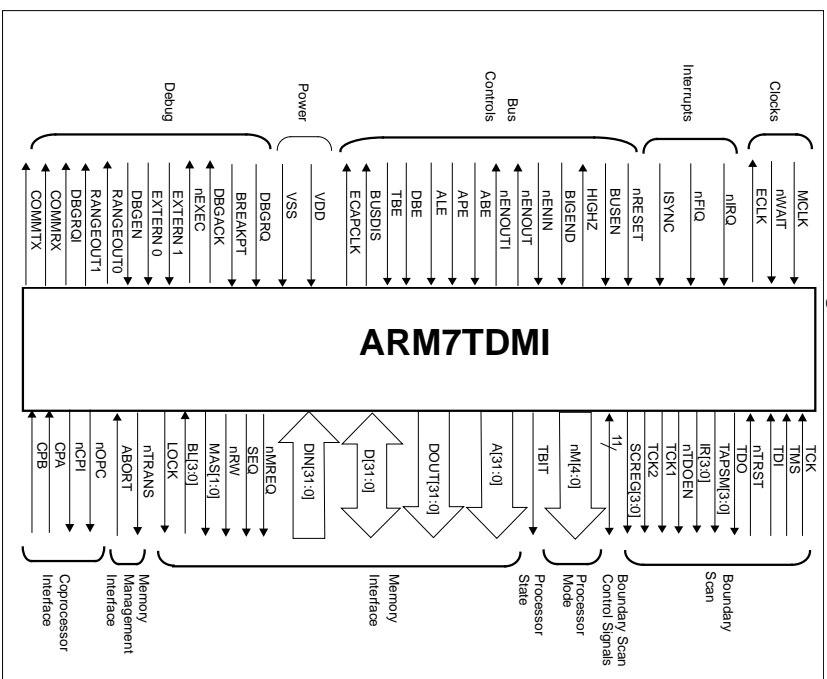 Clocks
MCLK
nWAIT
ECLK
Interrupts
nIRQ
nFIQ
ISYNC
Bus
Controls
nRESET
BUSEN
HIGHZ
BIGEND
nENIN
nENOUT
nENOUTI
ABE
APE
ALE
DBE
TBE
BUSDIS
ECAPCLK
Power
VDD
VSS
Debug
DBGRQ
BREAKPT
DBGACK
nEXEC
EXTERN 1
EXTERN 0
DBGEN
RANGEOUT0
RANGEOUT1
DBGRQI
COMMRX
COMMTX
ARM7TDMI
TCK
TMS
TDI
nTRST
TDO
TAPSM[3:0]
IR[3:0]
nTDOEN
TCK1
TCK2
SCREG[3:0]
Boundary
Scan
11
Boundary Scan
Control Signals
nM[4:0]
Processor
Mode
TBIT
Processor
State
A[31:0]
DOUT[31:0]
D[31:0]
DIN[31:0]
nMREQ
SEQ
nRW
MAS[1:0]
BL[3:0]
LOCK
Memory
Interface
nTRANS
ABORT
Memory
Management
Interface
nOPC
nCPI
CPA
CPB
Coprocessor
Interface